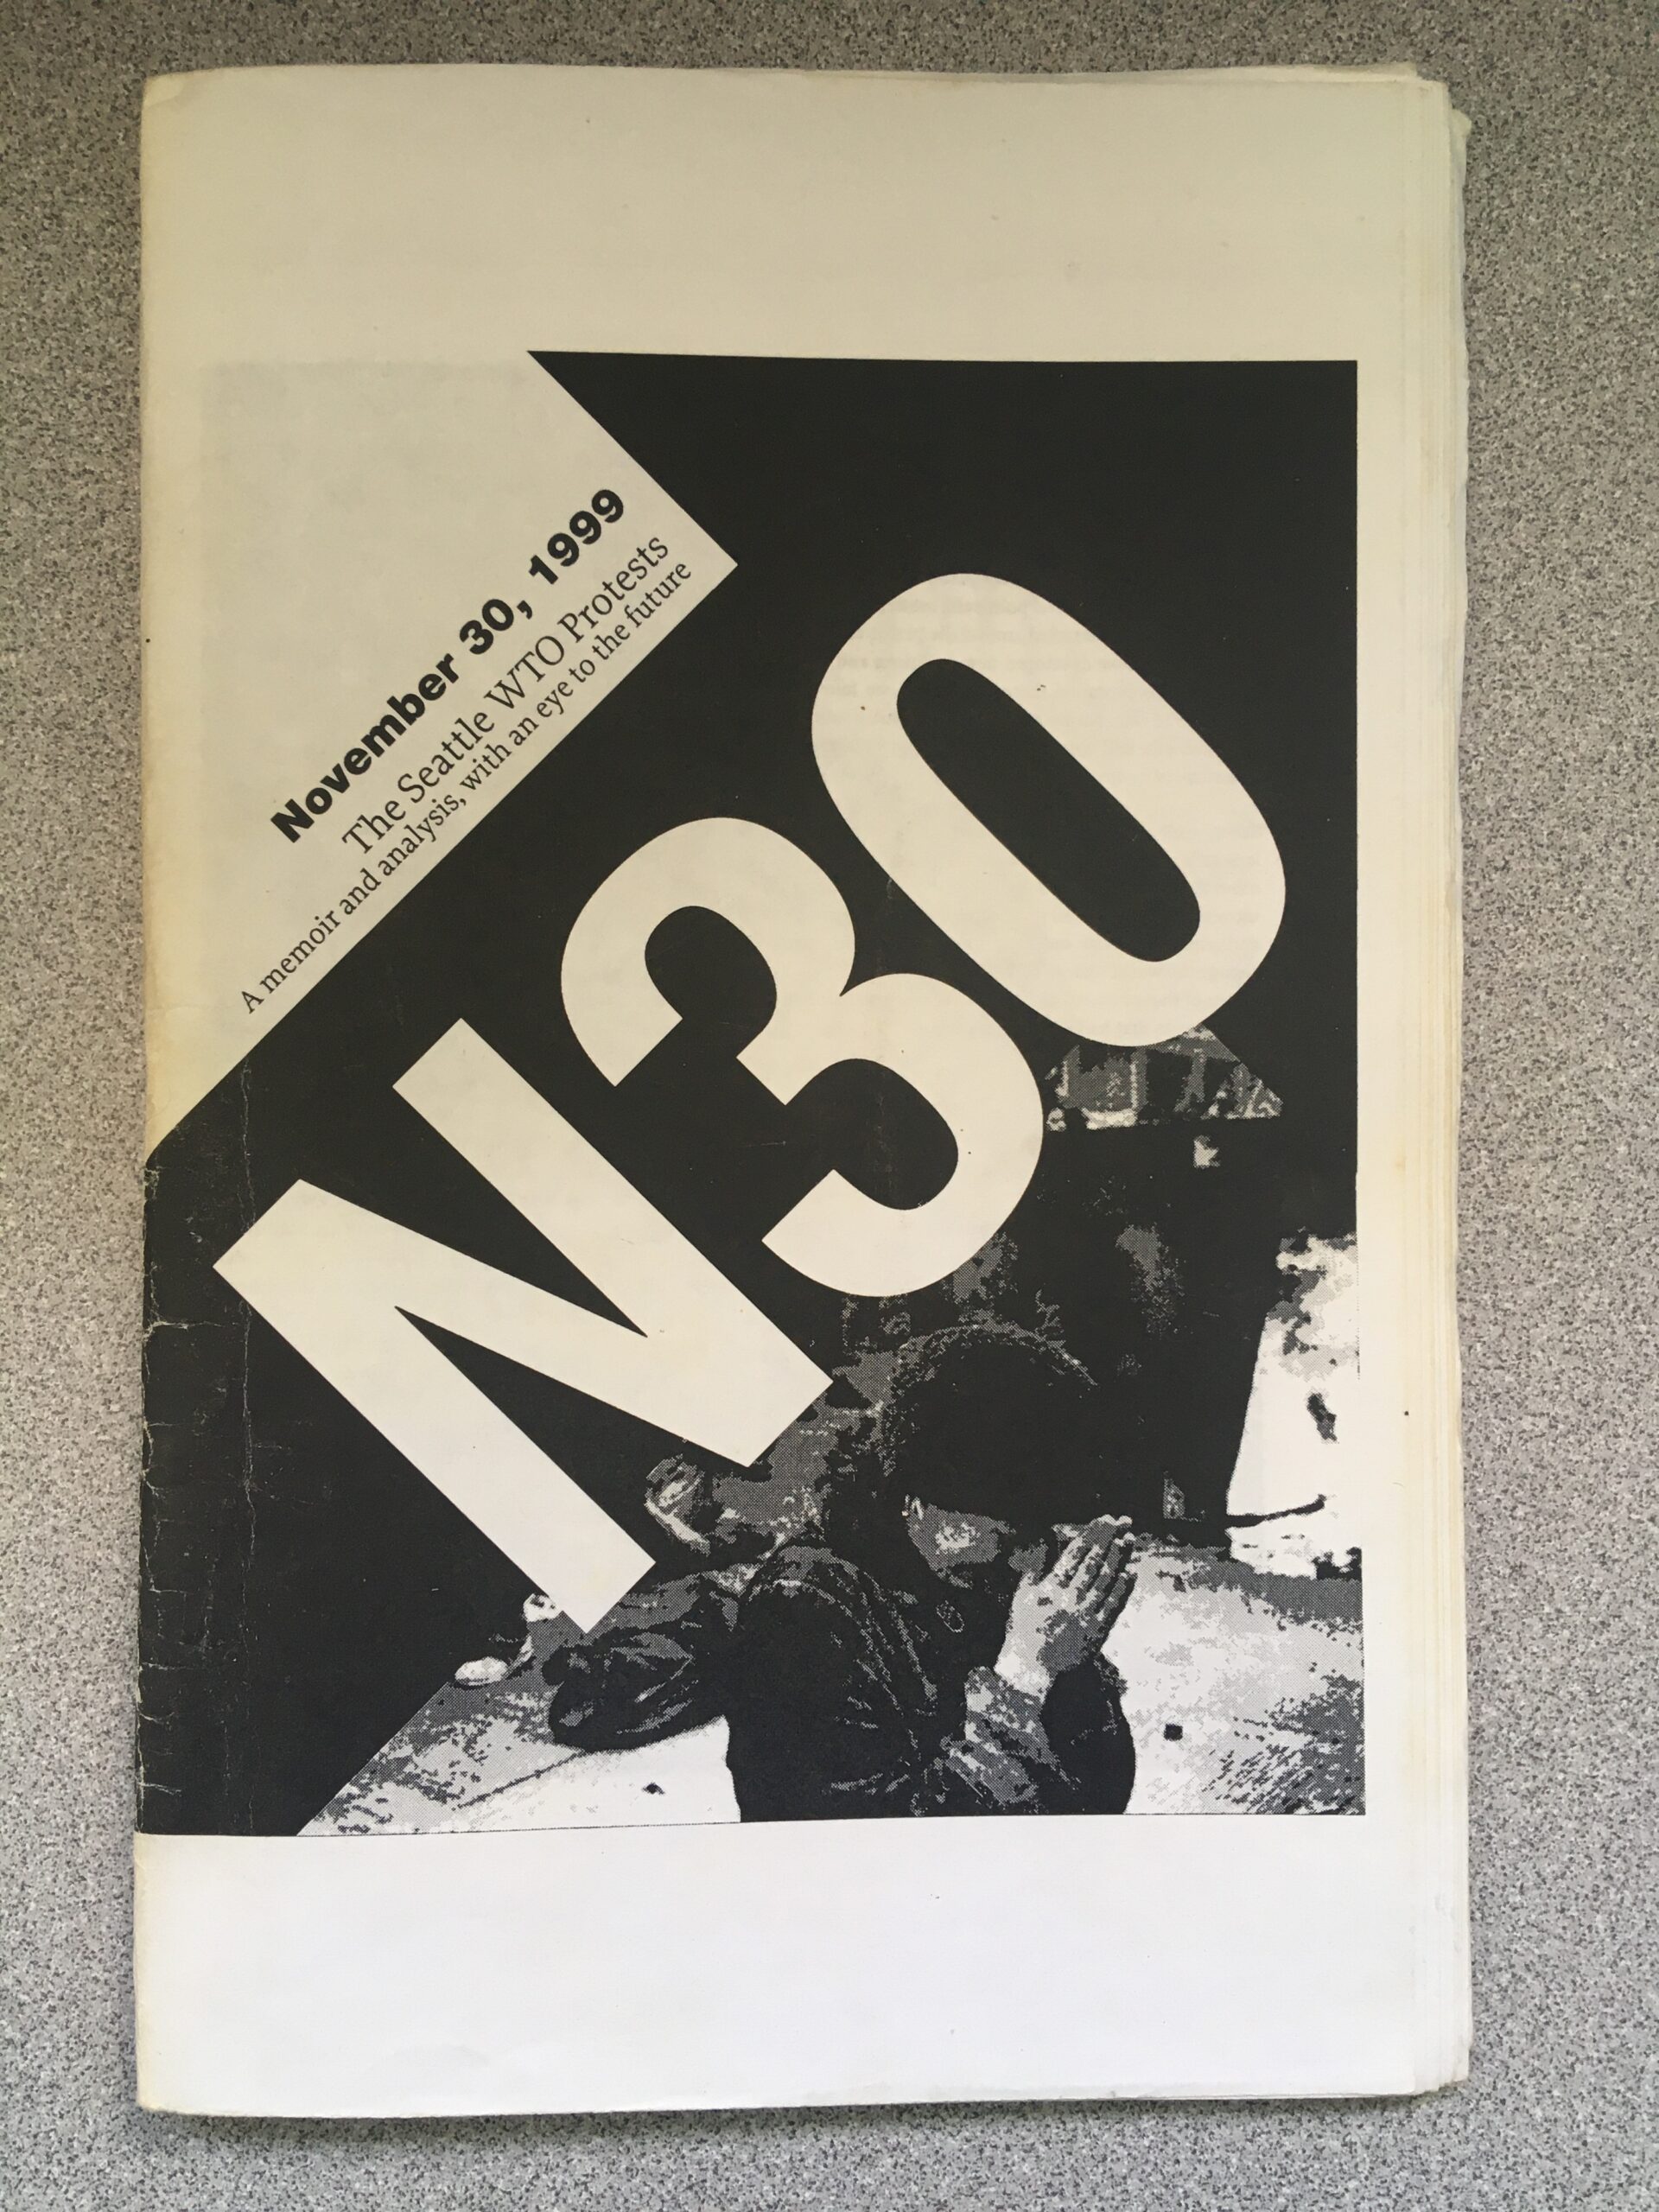 November 30, 1999
The Seattle WTO Protests
A memoir and analysis, with an eye to the future
N30